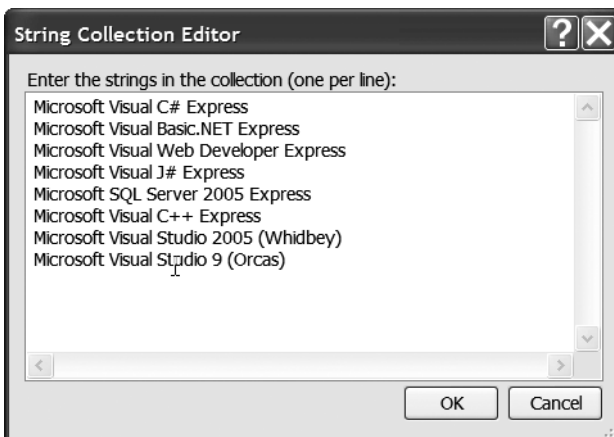 String Collection Editor
Enter the strings in the collection (one per line):
Microsoft Visual C# Express
Microsoft Visual Basic.NET Express
Microsoft Visual Web Developer Express
Microsoft Visual J# Express
Microsoft SQL Server 2005 Express
Microsoft Visual C++ Express
Microsoft Visual Studio 2005 (Whidbey)
Microsoft Visual Studio 9 (Orcas)
OK Cancel